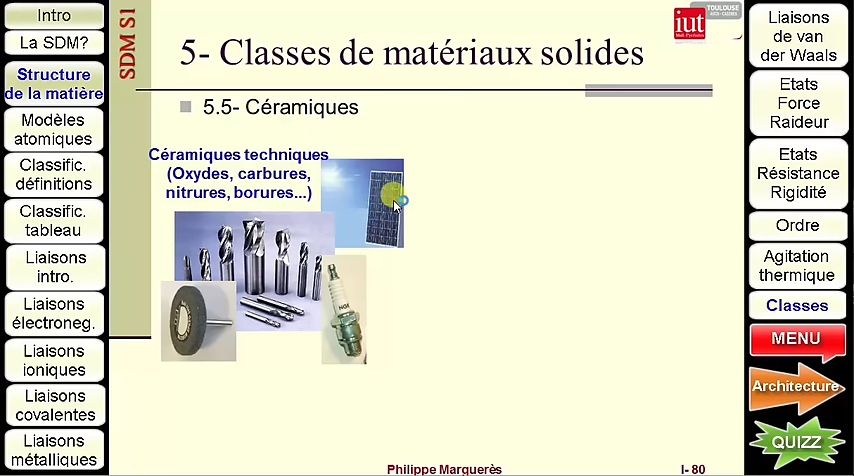 Intro
La SDM?
Structure
de la matière
Modèles
atomiques
Classific.
définitions
Classific.
tableau
Liaisons
intro.
Liaisons
électroneg.
Liaisons
ioniques
Liaisons
covalentes
Liaisons
métalliques
SDM S1
iut
TOULOUSE
5- Classes de matériaux solides
5.5- Céramiques
Céramiques techniques
(Oxydes, carbures,
nitrures, borures...)
NGK
Philippe Marquerès
I- 80
Liaisons
de van
der Waals
Etats
Force
Raideur
Etats
Résistance
Rigidité
Ordre
Agitation
thermique
Classes
MENU
Architecture
QUIZZ